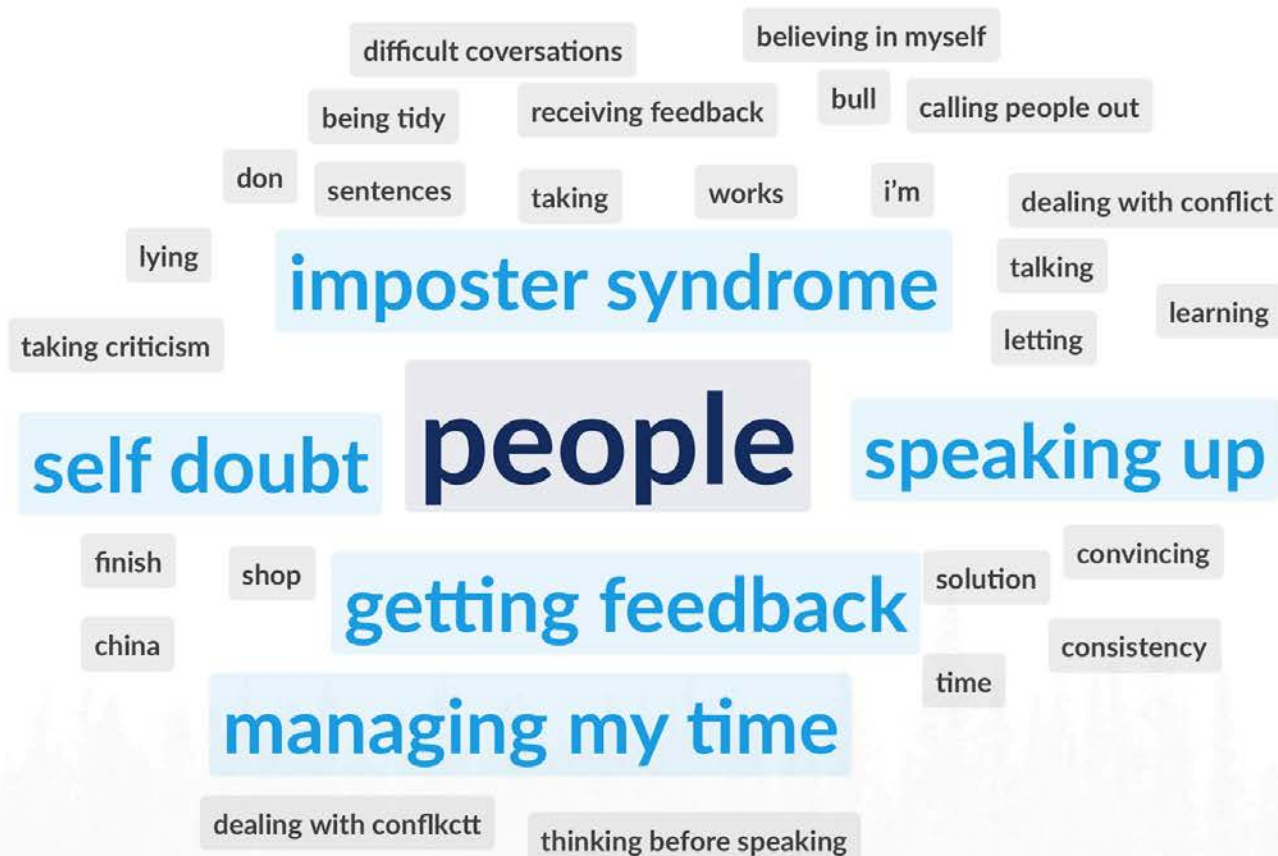 believing in myself
difficult coversations
bull
calling people out
receiving feedback
being tidy
don
sentences
taking
works
i'm
dealing with conflict
lying
imposter syndrome
talking
learning
taking criticism
letting
self doubt
people
speaking up
finish
shop
getting feedback
solution
convincing
china
consistency
time
managing my time
dealing with conflkctt
thinking before speaking